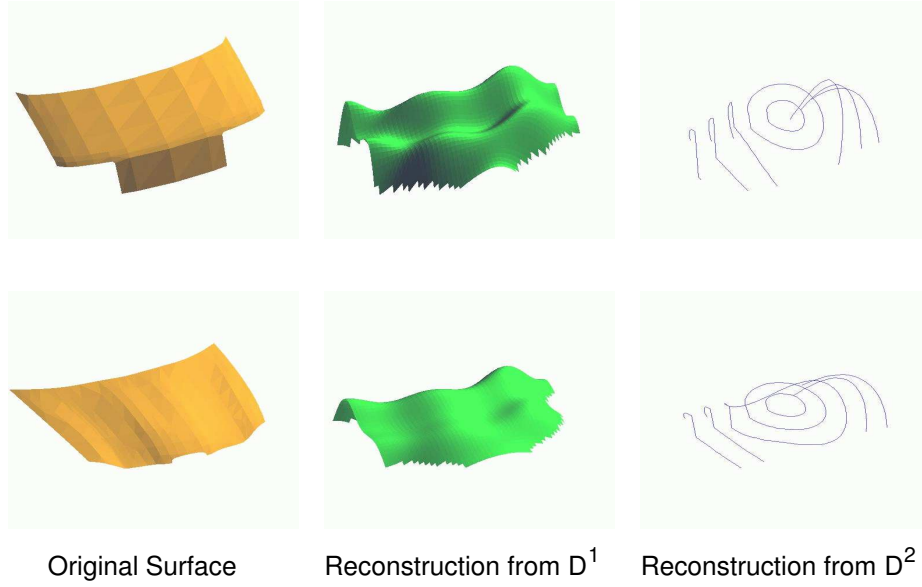 Original Surface
Reconstruction from D¹
Reconstruction from D²